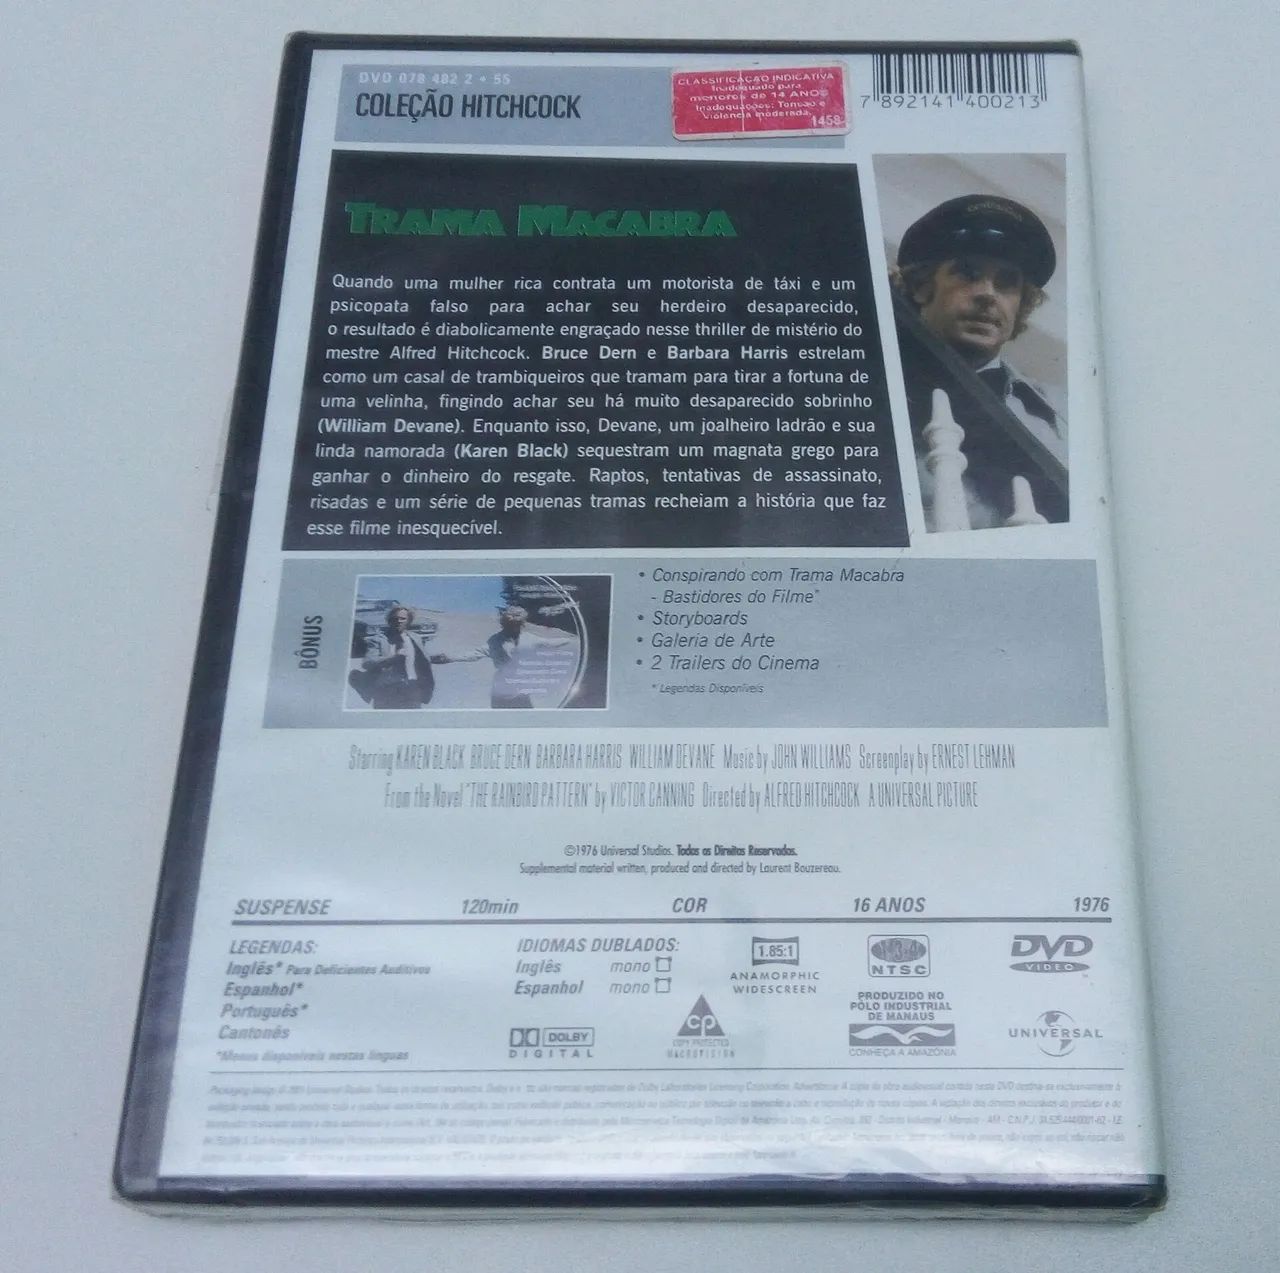 DVD 078 482 2 • 55
COLEÇÃO HITCHCOCK
CLASSIFICAÇÃO INDICATIVA
Inadequado para
menores de 14 ANOS
Inadequações: Tensão e
Violência moderada.
1458
7 892141 400213
TRAMA MACABRA
Quando uma mulher rica contrata um motorista de táxi e um
psicopata falso para achar seu herdeiro desaparecido,
o resultado é diabolicamente engraçado nesse thriller de mistério do
mestre Alfred Hitchcock. Bruce Dern e Barbara Harris estrelam
como um casal de trambiqueiros que tramam para tirar a fortuna de
uma velinha, fingindo achar seu há muito desaparecido sobrinho
(William Devane). Enquanto isso, Devane, um joalheiro ladrão e sua
linda namorada (Karen Black) sequestram um magnata grego para
ganhar o dinheiro do resgate. Raptos, tentativas de assassinato,
risadas e um série de pequenas tramas recheiam a história que faz
esse filme inesquecível.
BÔNUS
• Conspirando com Trama Macabra
- Bastidores do Filme*
• Storyboards
• Galeria de Arte
• 2 Trailers do Cinema
* Legendas Disponíveis
Starring KAREN BLACK BRUCE DERN BARBARA HARRIS WILLIAM DEVANE Music by JOHN WILLIAMS Screenplay by ERNEST LEHMAN
From the Novel "THE RAINBIRD PATTERN" by VICTOR CANNING Directed by ALFRED HITCHCOCK A UNIVERSAL PICTURE
©1976 Universal Studios. Todos os Direitos Reservados.
Supplemental material written, produced and directed by Laurent Bouzereau.
SUSPENSE 120min COR 16 ANOS 1976
LEGENDAS:
Inglês* Para Deficientes Auditivos
Espanhol*
Português*
Cantonês
*Menus disponíveis nestas línguas
IDIOMAS DUBLADOS:
Inglês mono
Espanhol mono
DOLBY
DIGITAL
1.85:1
ANAMORPHIC
WIDESCREEN
CP
COPY PROTECTED
MACROVISION
NTSC
PRODUZIDO NO
PÓLO INDUSTRIAL
DE MANAUS
CONHEÇA A AMAZÔNIA
DVD
VIDEO
UNIVERSAL